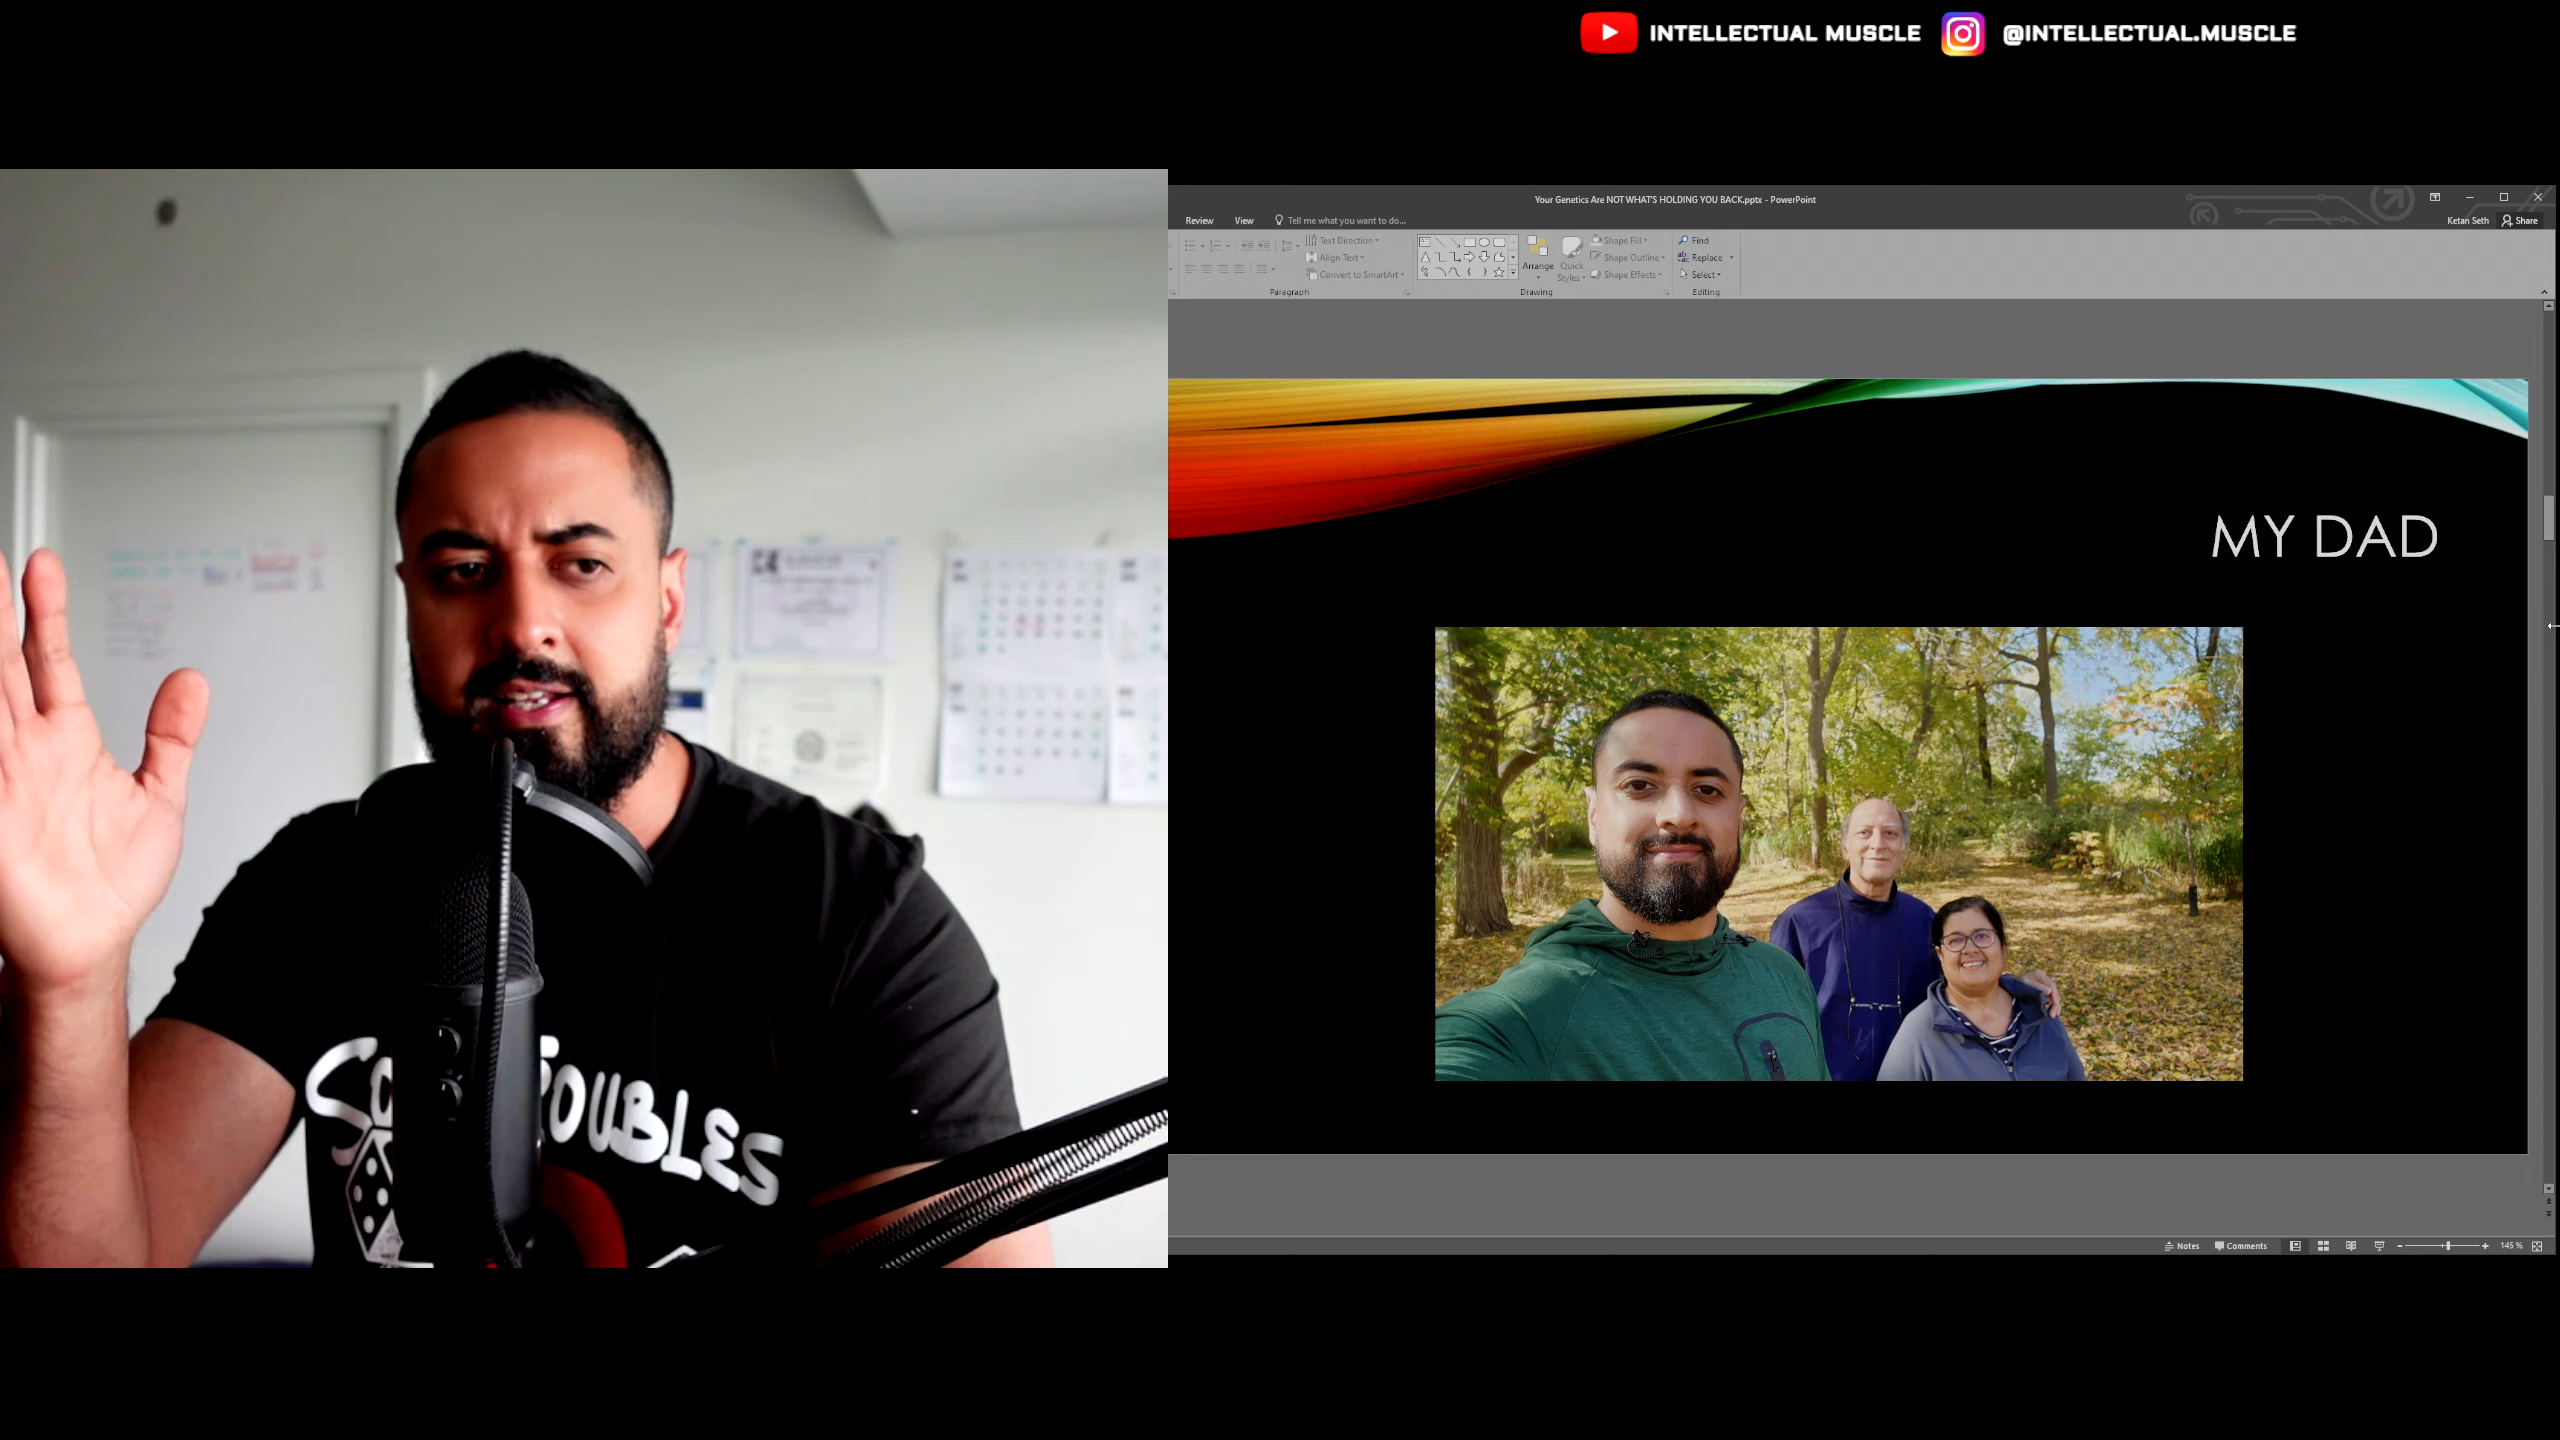 INTELLECTUAL MUSCLE @INTELLECTUAL.MUSCLE
Your Genetics Are NOT WHAT'S HOLDING YOU BACK.pptx - PowerPoint
Review View Tell me what you want to do... Ketan Seth Share
Text Direction
Align Text
Convert to SmartArt
Paragraph
Arrange
Quick Styles
Shape Fill
Shape Outline
Shape Effects
Drawing
Find
Replace
Select
Editing
MY DAD
OUBLES
Notes Comments 145 %